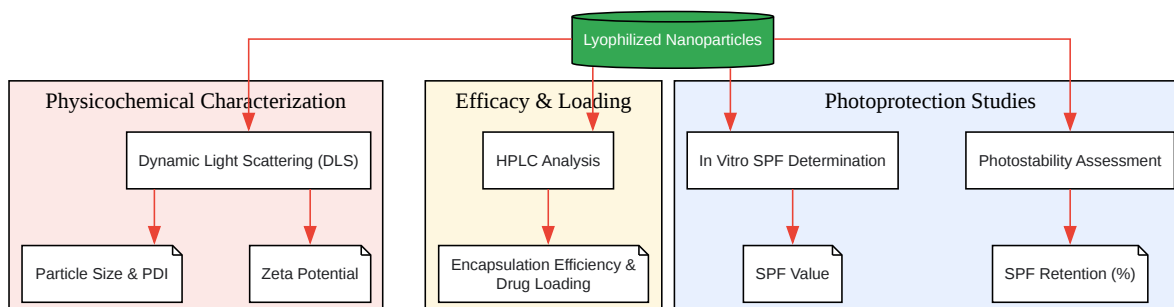 Lyophilized Nanoparticles
Physicochemical Characterization
Efficacy & Loading
Photoprotection Studies
Dynamic Light Scattering (DLS)
HPLC Analysis
In Vitro SPF Determination
Photostability Assessment
Particle Size & PDI
Zeta Potential
Encapsulation Efficiency &
Drug Loading
SPF Value
SPF Retention (%)